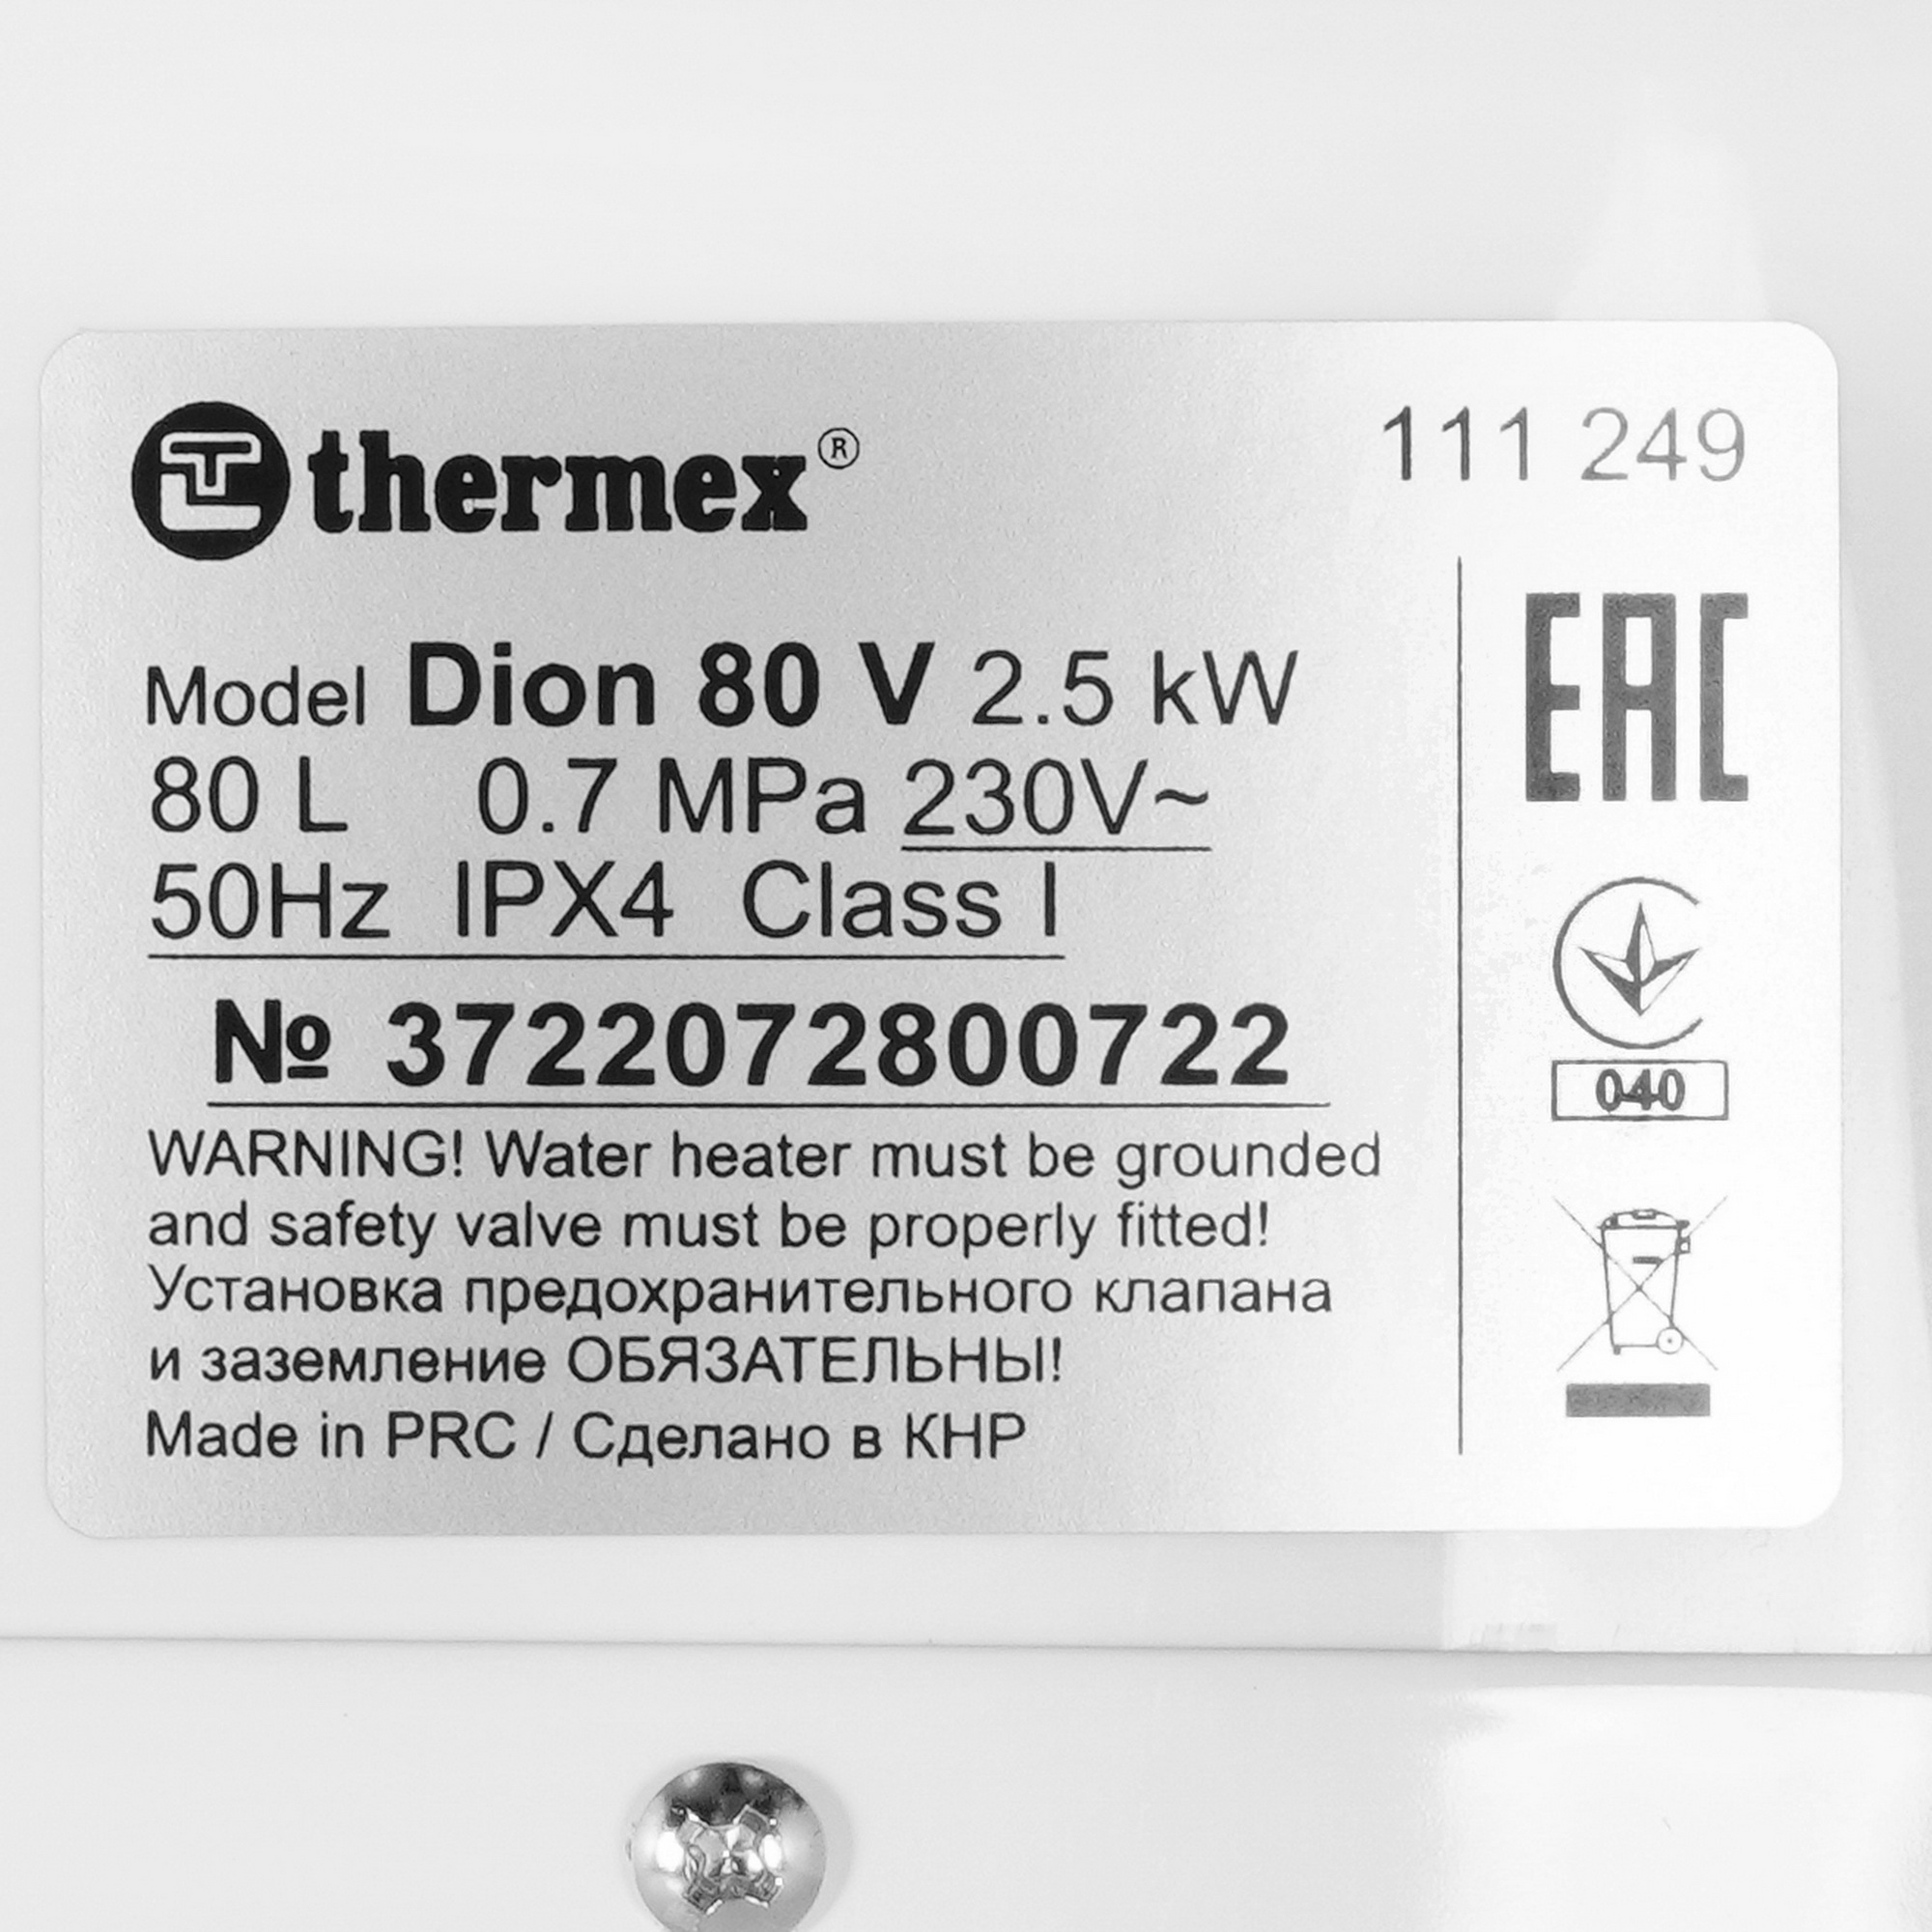 thermex®
111 249
Model Dion 80 V 2.5 kW
80 L 0.7 MPa 230V~
50Hz IPX4 Class I
№ 3722072800722
WARNING! Water heater must be grounded
and safety valve must be properly fitted!
Установка предохранительного клапана
и заземление ОБЯЗАТЕЛЬНЫ!
Made in PRC / Сделано в КНР
EAC
040